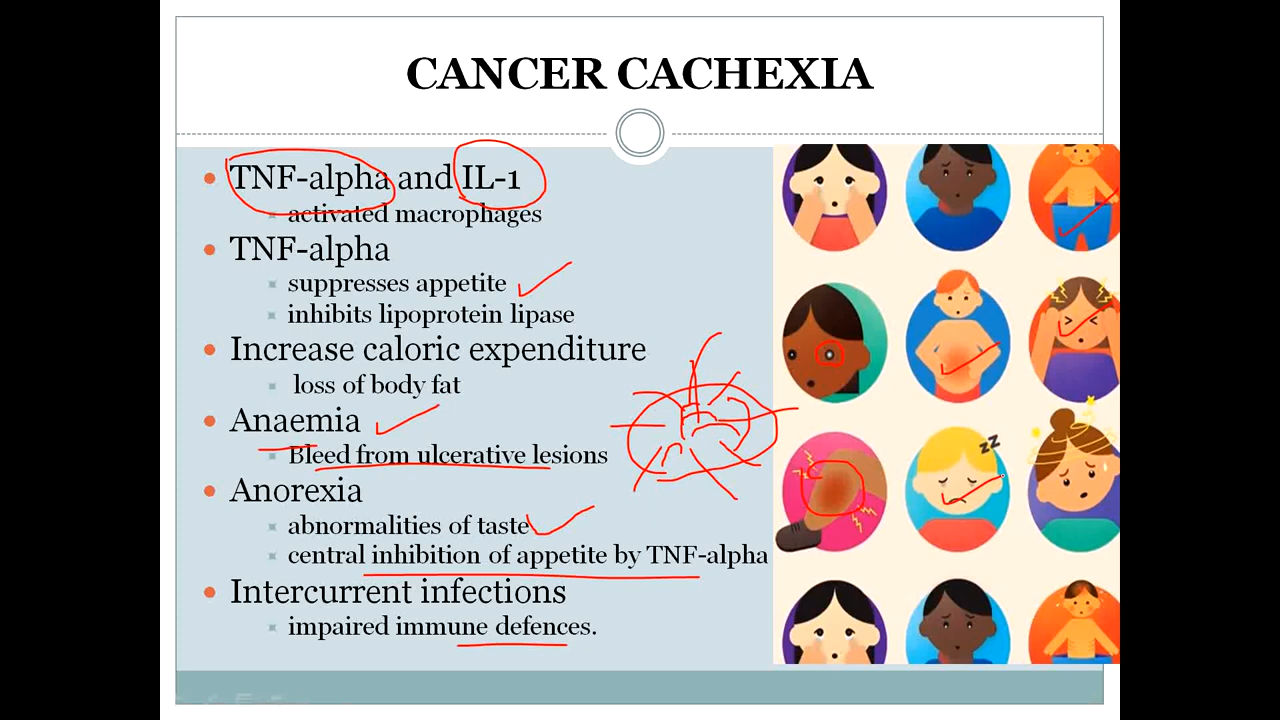 CANCER CACHEXIA
TNF-alpha and IL-1
activated macrophages
TNF-alpha
suppresses appetite
inhibits lipoprotein lipase
Increase caloric expenditure
loss of body fat
Anaemia
Bleed from ulcerative lesions
Anorexia
abnormalities of taste
central inhibition of appetite by TNF-alpha
Intercurrent infections
impaired immune defences.
zz